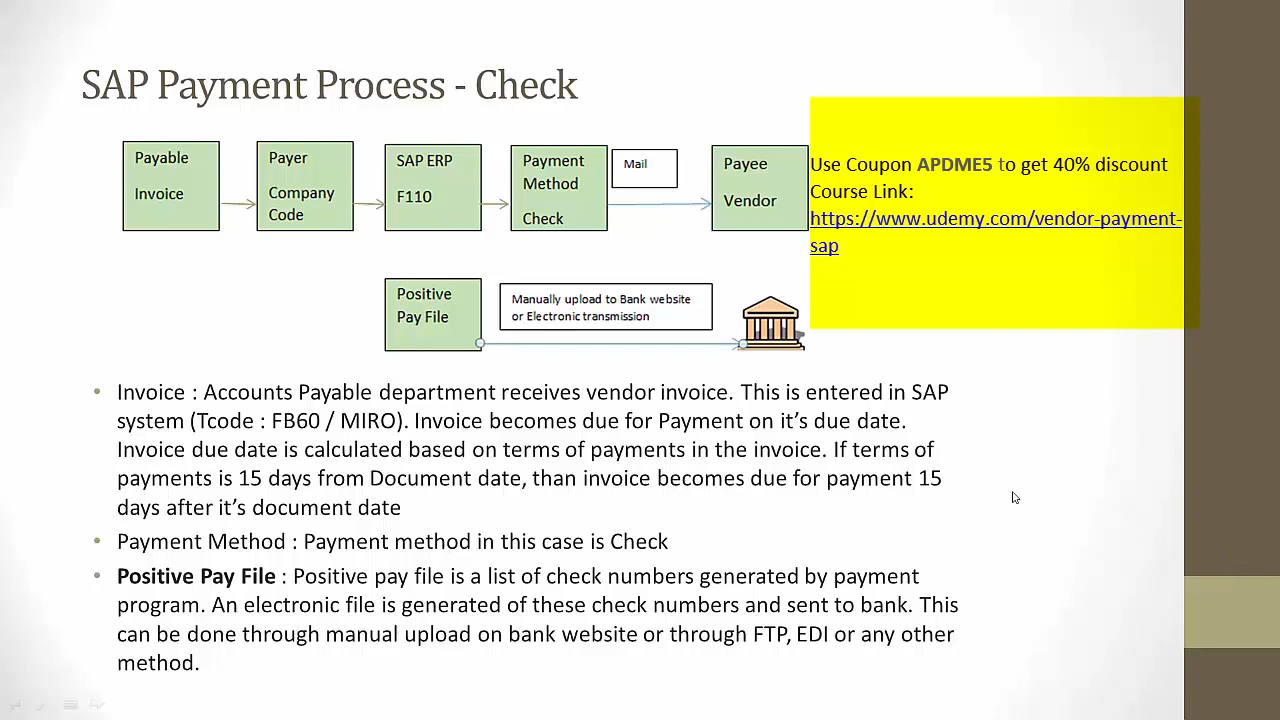 SAP Payment Process - Check
Payable
Invoice
Payer
Company
Code
SAP ERP
F110
Payment
Method
Check
Mail
Payee
Vendor
Use Coupon APDME5 to get 40% discount
Course Link:
https://www.udemy.com/vendor-payment-
sap
Positive
Pay File
Manually upload to Bank website
or Electronic transmission
• Invoice : Accounts Payable department receives vendor invoice. This is entered in SAP
system (Tcode : FB60 / MIRO). Invoice becomes due for Payment on it’s due date.
Invoice due date is calculated based on terms of payments in the invoice. If terms of
payments is 15 days from Document date, than invoice becomes due for payment 15
days after it’s document date
• Payment Method : Payment method in this case is Check
• Positive Pay File : Positive pay file is a list of check numbers generated by payment
program. An electronic file is generated of these check numbers and sent to bank. This
can be done through manual upload on bank website or through FTP, EDI or any other
method.